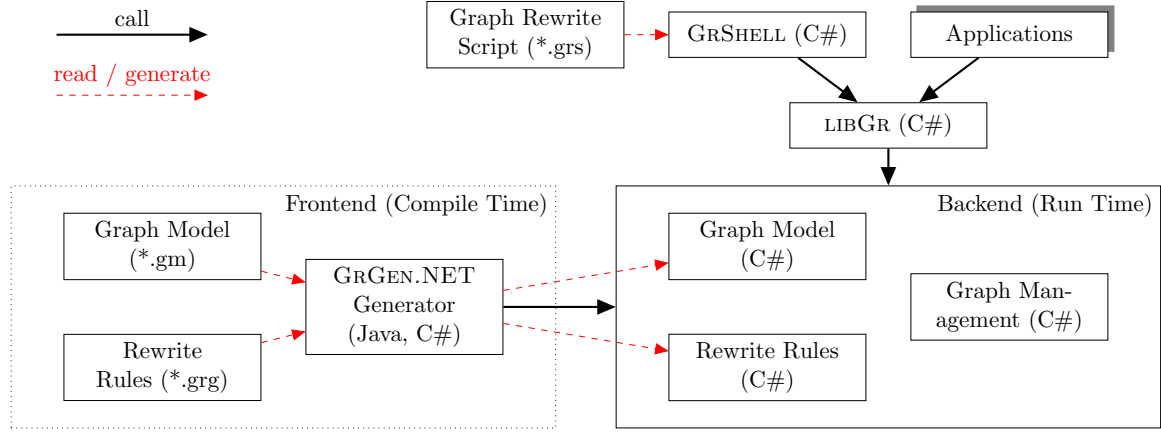 call
read / generate
Graph Rewrite
Script (*.grs)
GRSHELL (C#)
Applications
LIBGR (C#)
Frontend (Compile Time)
Graph Model
(*.gm)
Rewrite
Rules (*.grg)
GRGEN.NET
Generator
(Java, C#)
Backend (Run Time)
Graph Model
(C#)
Rewrite Rules
(C#)
Graph Man-
agement (C#)